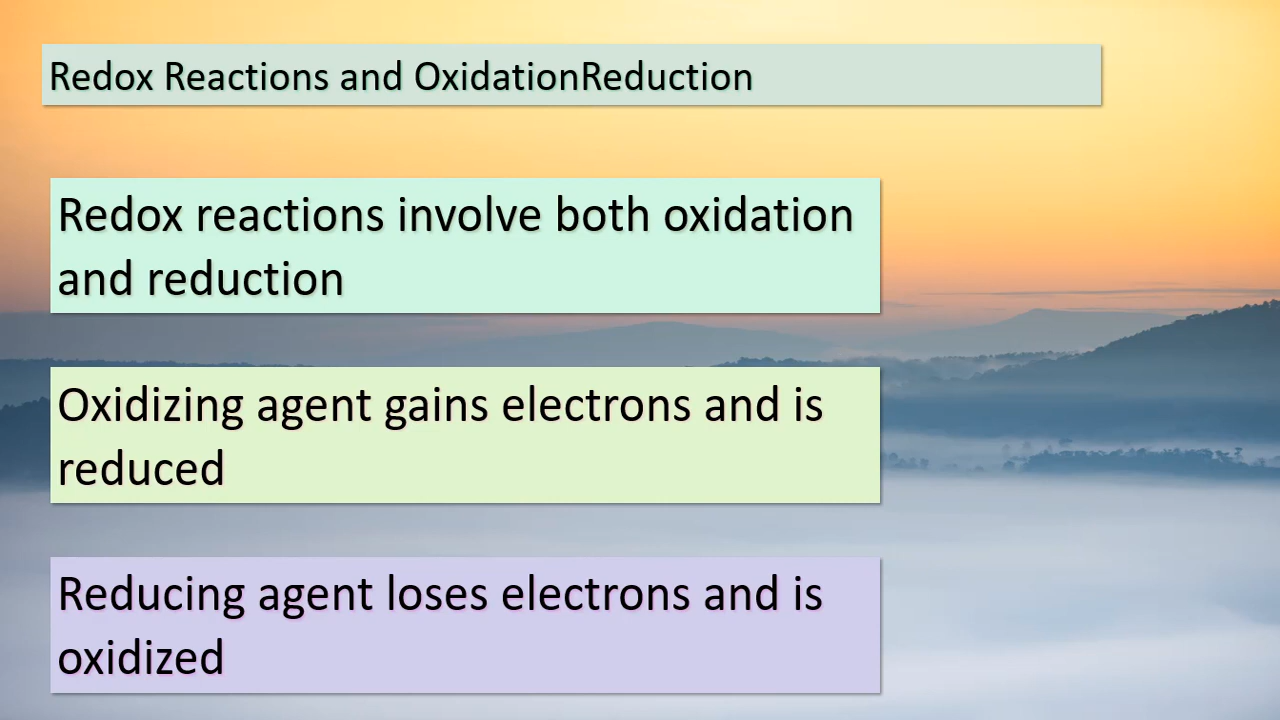 Redox Reactions and OxidationReduction
Redox reactions involve both oxidation
and reduction
Oxidizing agent gains electrons and is
reduced
Reducing agent loses electrons and is
oxidized